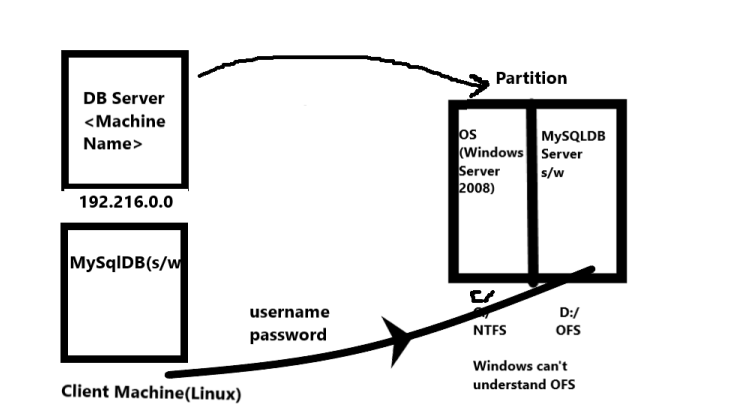 DB Server
<Machine
Name>
192.216.0.0
MySqlDB(s/w
Client Machine(Linux)
username
password
Partition
OS
(Windows
Server
2008)
MySQLDB
Server
s/w
C:/
NTFS
D:/
OFS
Windows can't
understand OFS